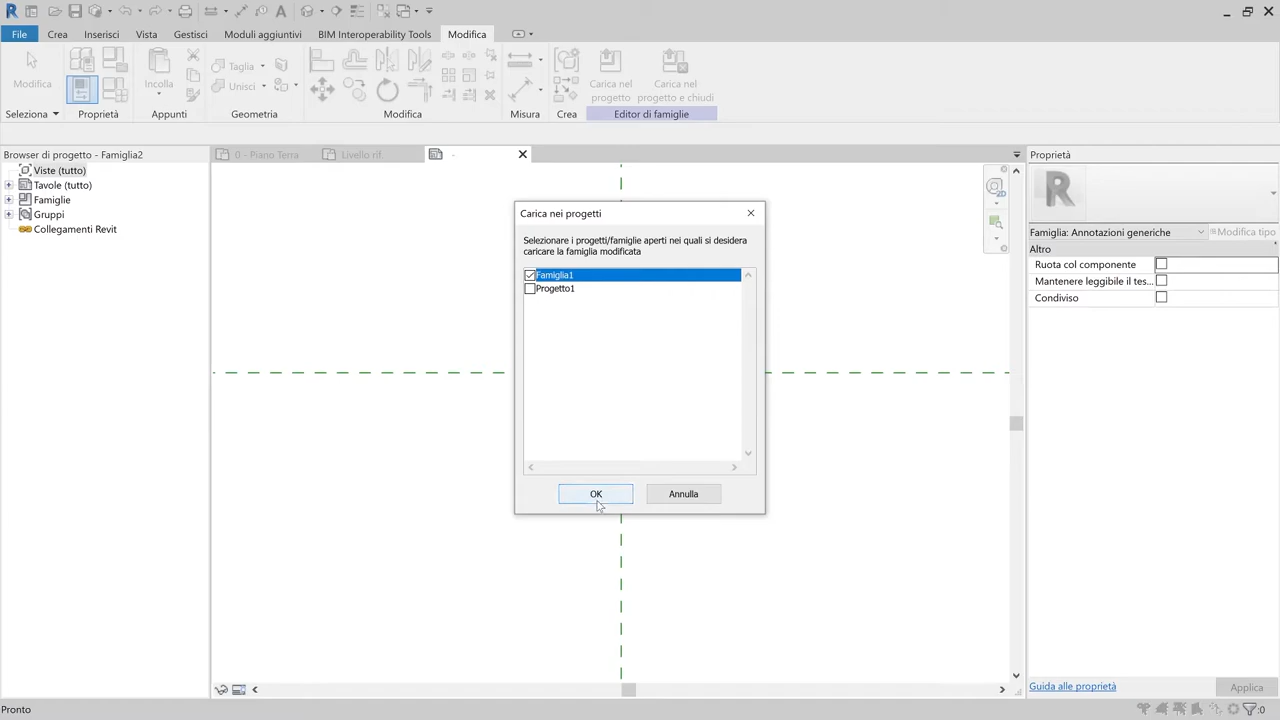 File
Crea
Inserisci
Vista
Gestisci
Moduli aggiuntivi
BIM Interoperability Tools
Modifica
Modifica
Incolla
Taglia
Unisci
Carica nel
progetto
Carica nel
progetto e chiudi
Seleziona
Proprietà
Appunti
Geometria
Modifica
Misura
Crea
Editor di famiglie
Browser di progetto - Famiglia2
Viste (tutto)
Tavole (tutto)
Famiglie
Gruppi
Collegamenti Revit
0 - Piano Terra
Livello rif.
-
Carica nei progetti
Selezionare i progetti/famiglie aperti nei quali si desidera
caricare la famiglia modificata
Famiglia1
Progetto1
OK
Annulla
2D
Proprietà
R
Famiglia: Annotazioni generiche
Modifica tipo
Altro
Ruota col componente
Mantenere leggibile il tes...
Condiviso
Guida alle proprietà
Applica
Pronto
:0